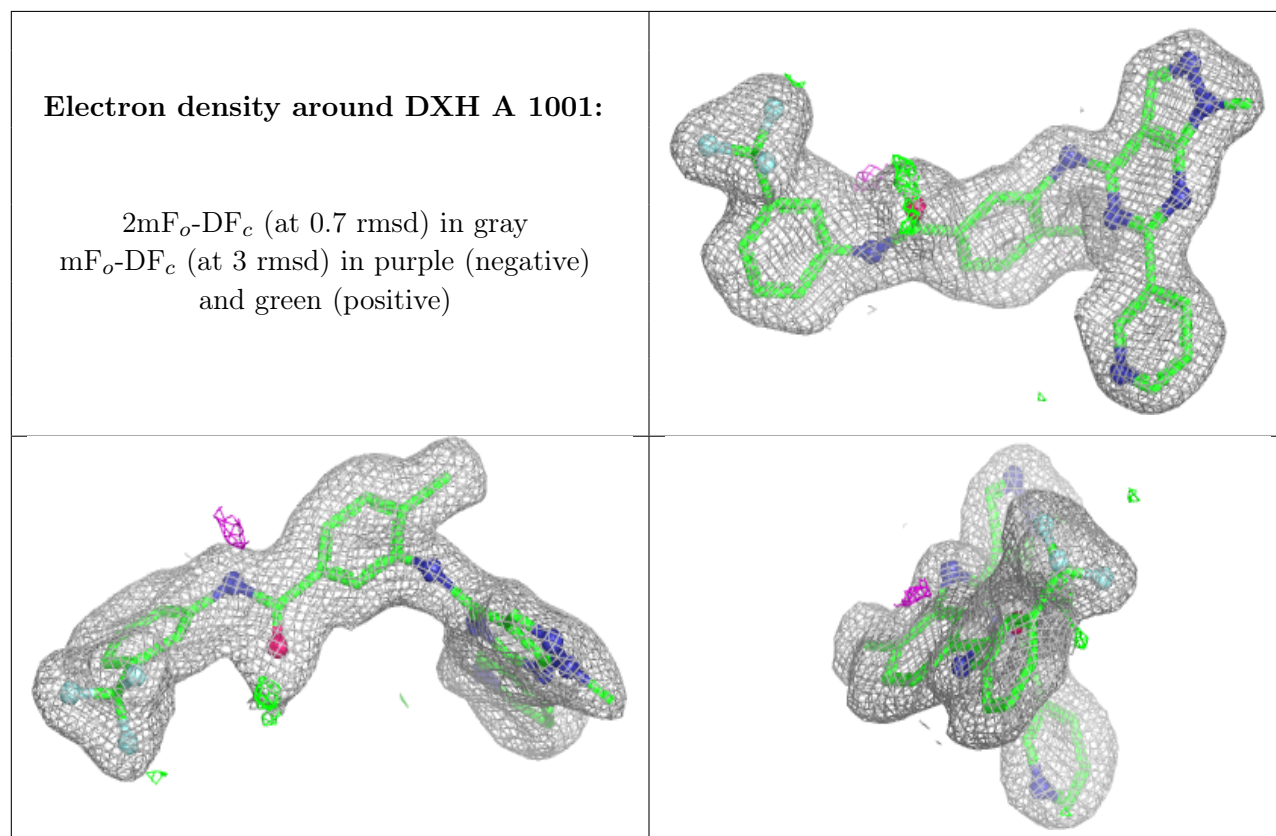 Electron density around DXH A 1001:
2mFo-DFc (at 0.7 rmsd) in gray
mFo-DFc (at 3 rmsd) in purple (negative)
and green (positive)